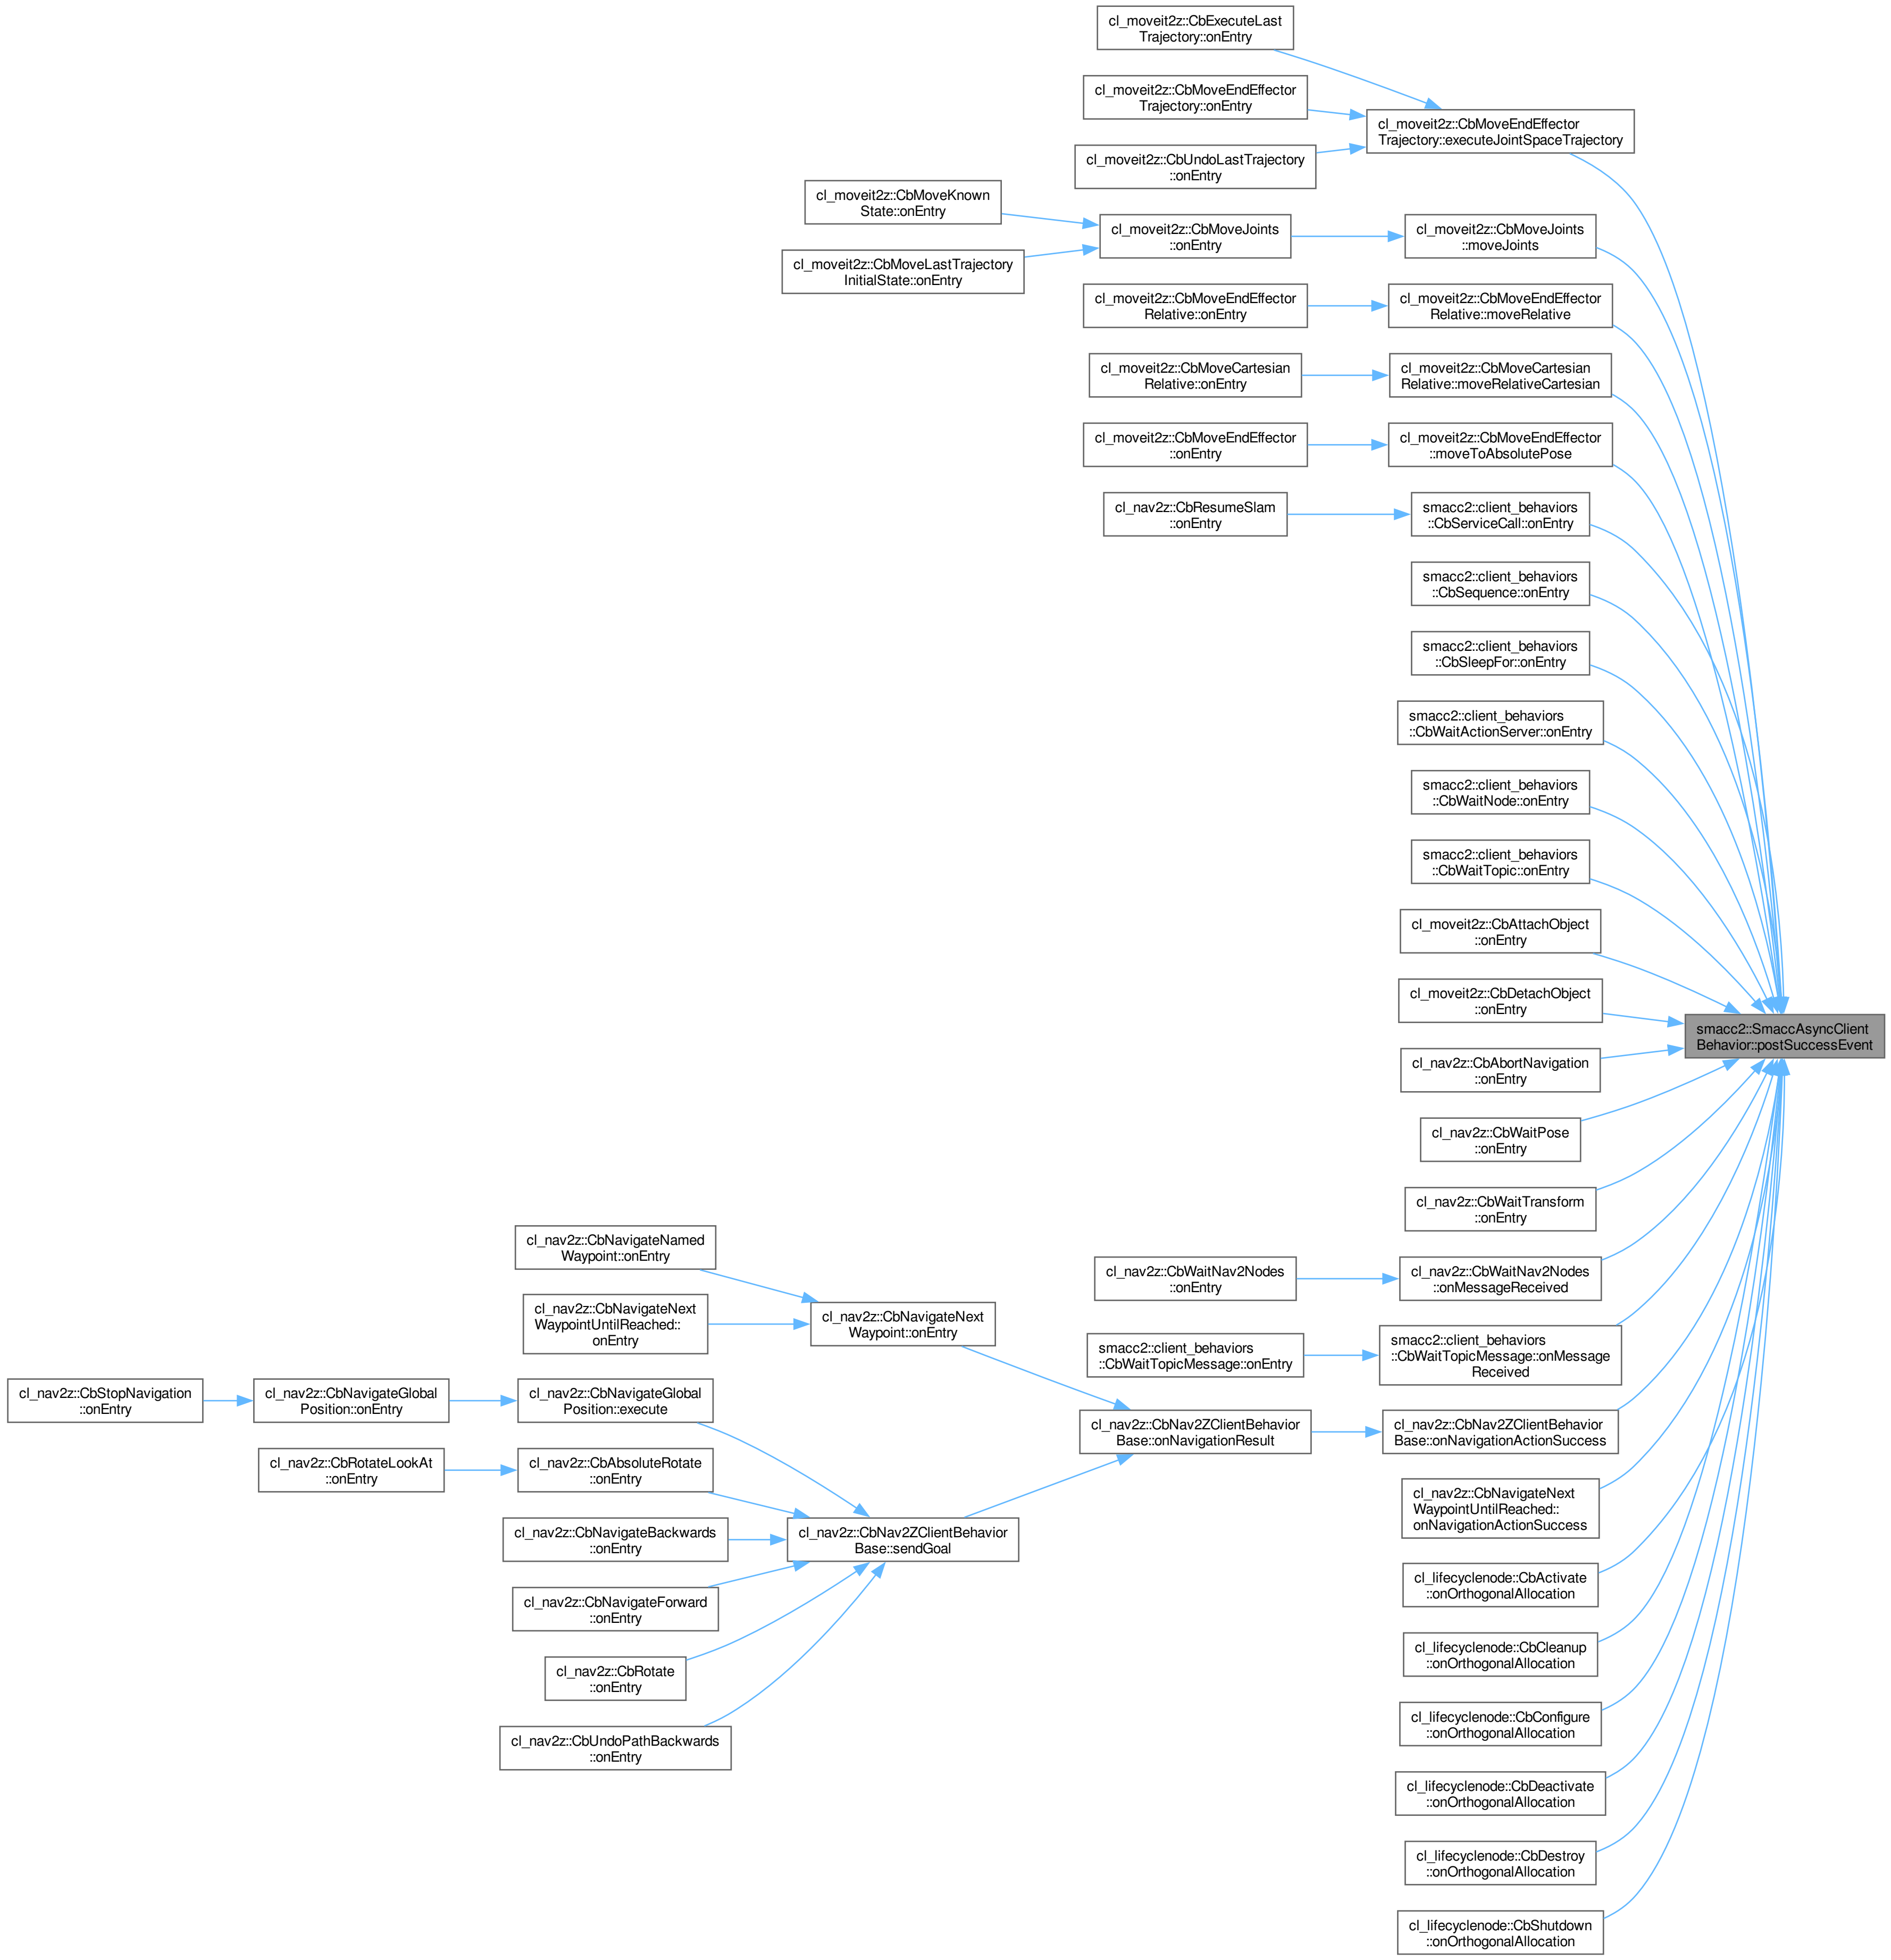 cl_moveit2z::CbExecuteLast
Trajectory::onEntry
cl_moveit2z::CbMoveEndEffector
Trajectory::onEntry
cl_moveit2z::CbMoveEndEffector
Trajectory::executeJointSpaceTrajectory
cl_moveit2z::CbUndoLastTrajectory
::onEntry
cl_moveit2z::CbMoveKnown
State::onEntry
cl_moveit2z::CbMoveJoints
::onEntry
cl_moveit2z::CbMoveJoints
::moveJoints
cl_moveit2z::CbMoveLastTrajectory
InitialState::onEntry
cl_moveit2z::CbMoveEndEffector
Relative::onEntry
cl_moveit2z::CbMoveEndEffector
Relative::moveRelative
cl_moveit2z::CbMoveCartesian
Relative::onEntry
cl_moveit2z::CbMoveCartesian
Relative::moveRelativeCartesian
cl_moveit2z::CbMoveEndEffector
::onEntry
cl_moveit2z::CbMoveEndEffector
::moveToAbsolutePose
cl_nav2z::CbResumeSlam
::onEntry
smacc2::client_behaviors
::CbServiceCall::onEntry
smacc2::client_behaviors
::CbSequence::onEntry
smacc2::client_behaviors
::CbSleepFor::onEntry
smacc2::client_behaviors
::CbWaitActionServer::onEntry
smacc2::client_behaviors
::CbWaitNode::onEntry
smacc2::client_behaviors
::CbWaitTopic::onEntry
cl_moveit2z::CbAttachObject
::onEntry
cl_moveit2z::CbDetachObject
::onEntry
smacc2::SmaccAsyncClient
Behavior::postSuccessEvent
cl_nav2z::CbAbortNavigation
::onEntry
cl_nav2z::CbWaitPose
::onEntry
cl_nav2z::CbWaitTransform
::onEntry
cl_nav2z::CbNavigateNamed
Waypoint::onEntry
cl_nav2z::CbWaitNav2Nodes
::onEntry
cl_nav2z::CbWaitNav2Nodes
::onMessageReceived
cl_nav2z::CbNavigateNext
WaypointUntilReached::
onEntry
cl_nav2z::CbNavigateNext
Waypoint::onEntry
smacc2::client_behaviors
::CbWaitTopicMessage::onEntry
smacc2::client_behaviors
::CbWaitTopicMessage::onMessage
Received
cl_nav2z::CbStopNavigation
::onEntry
cl_nav2z::CbNavigateGlobal
Position::onEntry
cl_nav2z::CbNavigateGlobal
Position::execute
cl_nav2z::CbNav2ZClientBehavior
Base::onNavigationResult
cl_nav2z::CbNav2ZClientBehavior
Base::onNavigationActionSuccess
cl_nav2z::CbRotateLookAt
::onEntry
cl_nav2z::CbAbsoluteRotate
::onEntry
cl_nav2z::CbNavigateNext
WaypointUntilReached::
onNavigationActionSuccess
cl_nav2z::CbNavigateBackwards
::onEntry
cl_nav2z::CbNav2ZClientBehavior
Base::sendGoal
cl_lifecyclenode::CbActivate
::onOrthogonalAllocation
cl_nav2z::CbNavigateForward
::onEntry
cl_lifecyclenode::CbCleanup
::onOrthogonalAllocation
cl_nav2z::CbRotate
::onEntry
cl_lifecyclenode::CbConfigure
::onOrthogonalAllocation
cl_nav2z::CbUndoPathBackwards
::onEntry
cl_lifecyclenode::CbDeactivate
::onOrthogonalAllocation
cl_lifecyclenode::CbDestroy
::onOrthogonalAllocation
cl_lifecyclenode::CbShutdown
::onOrthogonalAllocation